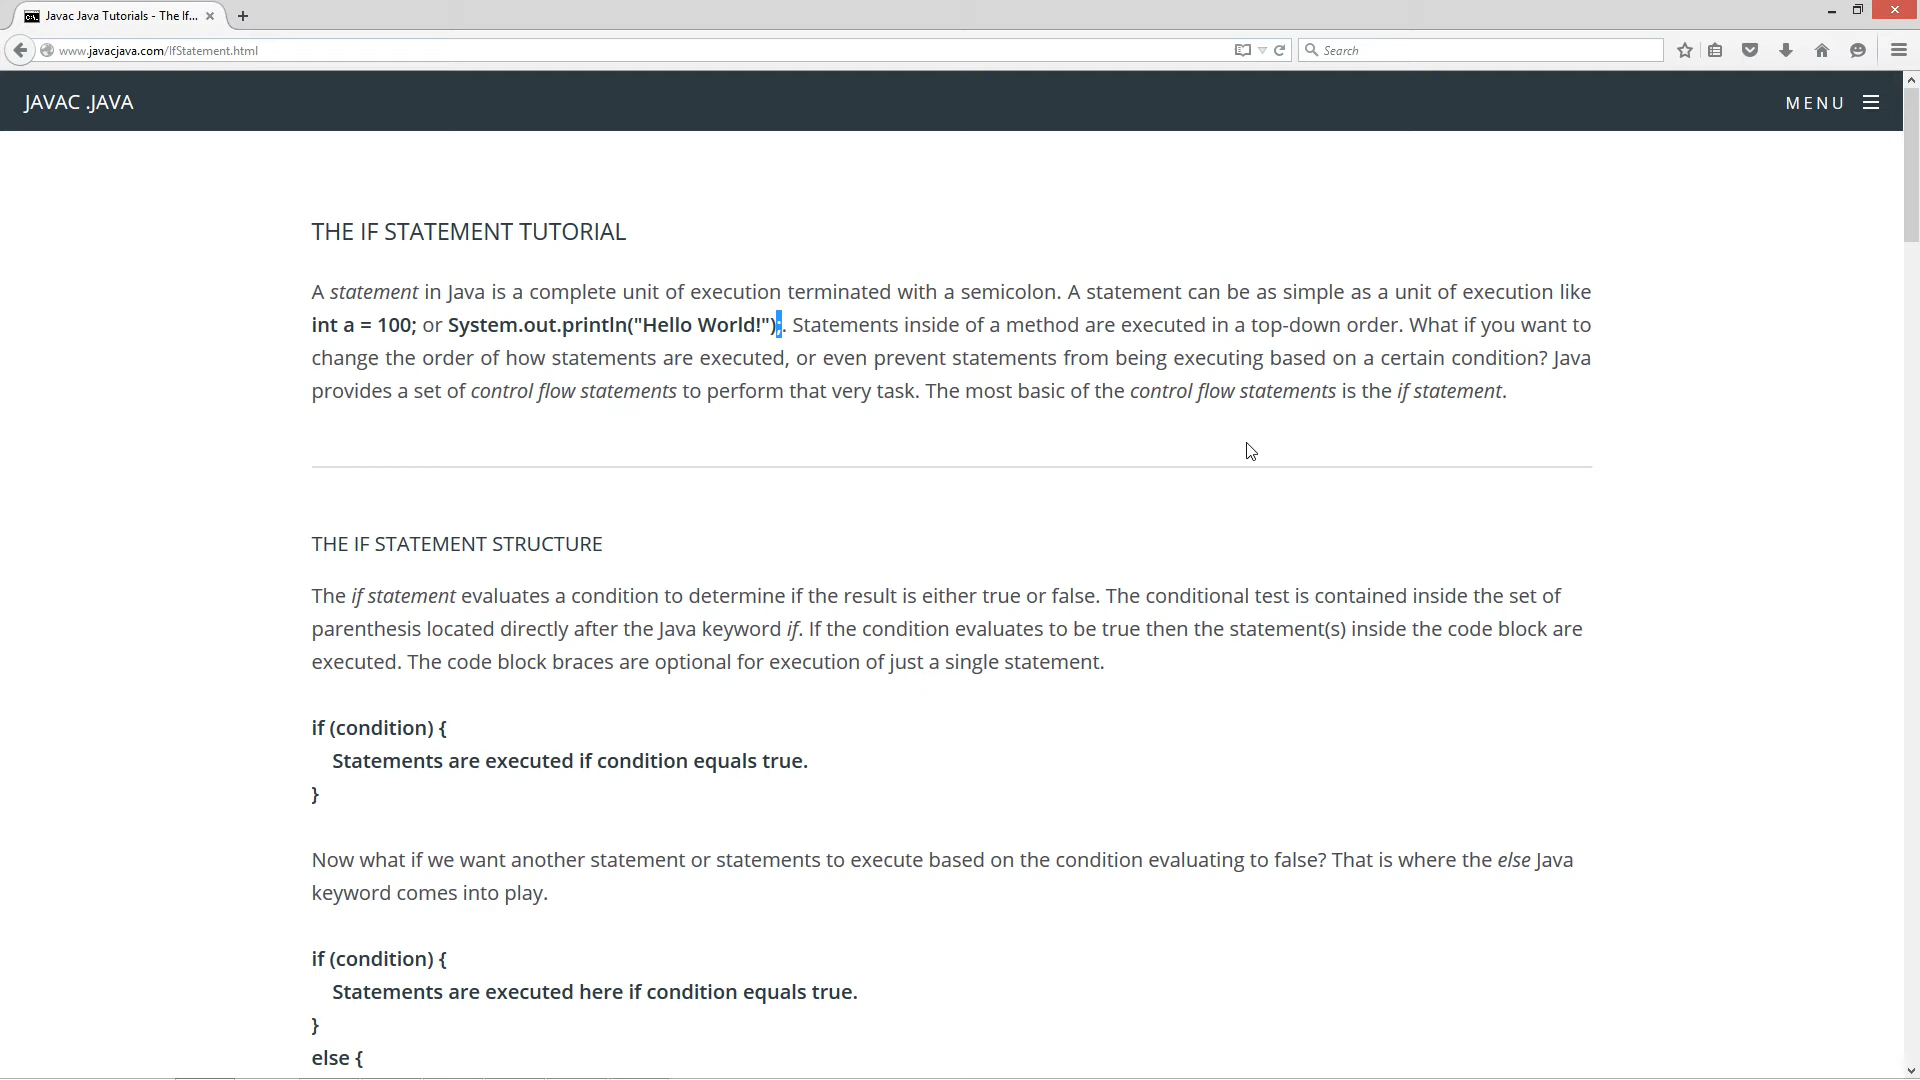 Javac Java Tutorials - The If...
www.javacjava.com/IfStatement.html
Search
JAVAC .JAVA
MENU
THE IF STATEMENT TUTORIAL
A statement in Java is a complete unit of execution terminated with a semicolon. A statement can be as simple as a unit of execution like
int a = 100; or System.out.println("Hello World!");. Statements inside of a method are executed in a top-down order. What if you want to
change the order of how statements are executed, or even prevent statements from being executing based on a certain condition? Java
provides a set of control flow statements to perform that very task. The most basic of the control flow statements is the if statement.
THE IF STATEMENT STRUCTURE
The if statement evaluates a condition to determine if the result is either true or false. The conditional test is contained inside the set of
parenthesis located directly after the Java keyword if. If the condition evaluates to be true then the statement(s) inside the code block are
executed. The code block braces are optional for execution of just a single statement.
if (condition) {
Statements are executed if condition equals true.
}
Now what if we want another statement or statements to execute based on the condition evaluating to false? That is where the else Java
keyword comes into play.
if (condition) {
Statements are executed here if condition equals true.
}
else {